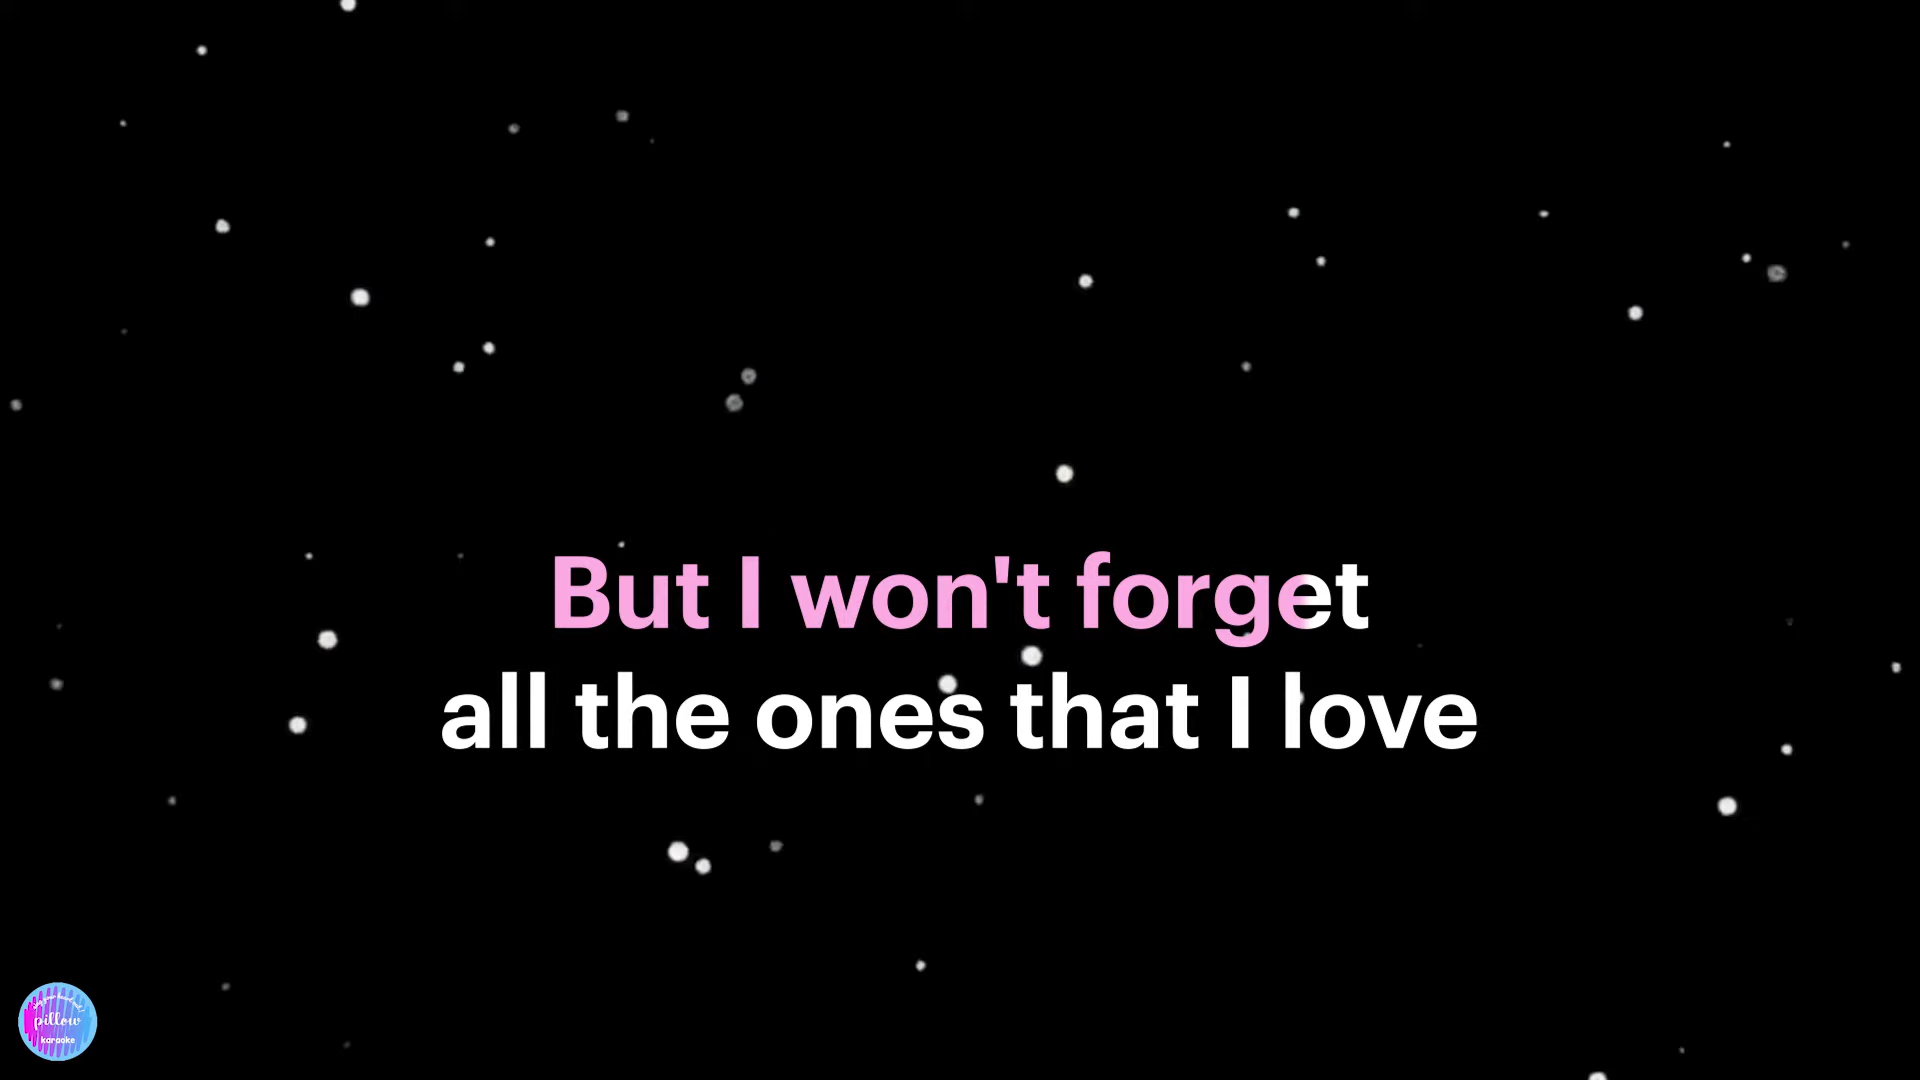 But I won't forget
all the ones that I love
pillow
karaoke